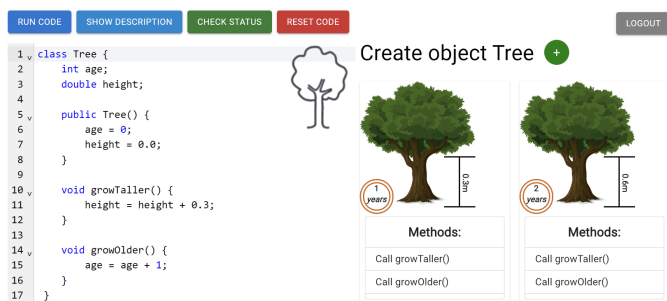 RUN CODE
SHOW DESCRIPTION
CHECK STATUS
RESET CODE
LOGOUT
1 class Tree {
2 int age;
3 double height;
4
5 public Tree() {
6 age = 0;
7 height = 0.0;
8 }
9
10 void growTaller() {
11 height = height + 0.3;
12 }
13
14 void growOlder() {
15 age = age + 1;
16 }
17 }
Create object Tree +
1
years
0.3m
Methods:
Call growTaller()
Call growOlder()
2
years
0.6m
Methods:
Call growTaller()
Call growOlder()